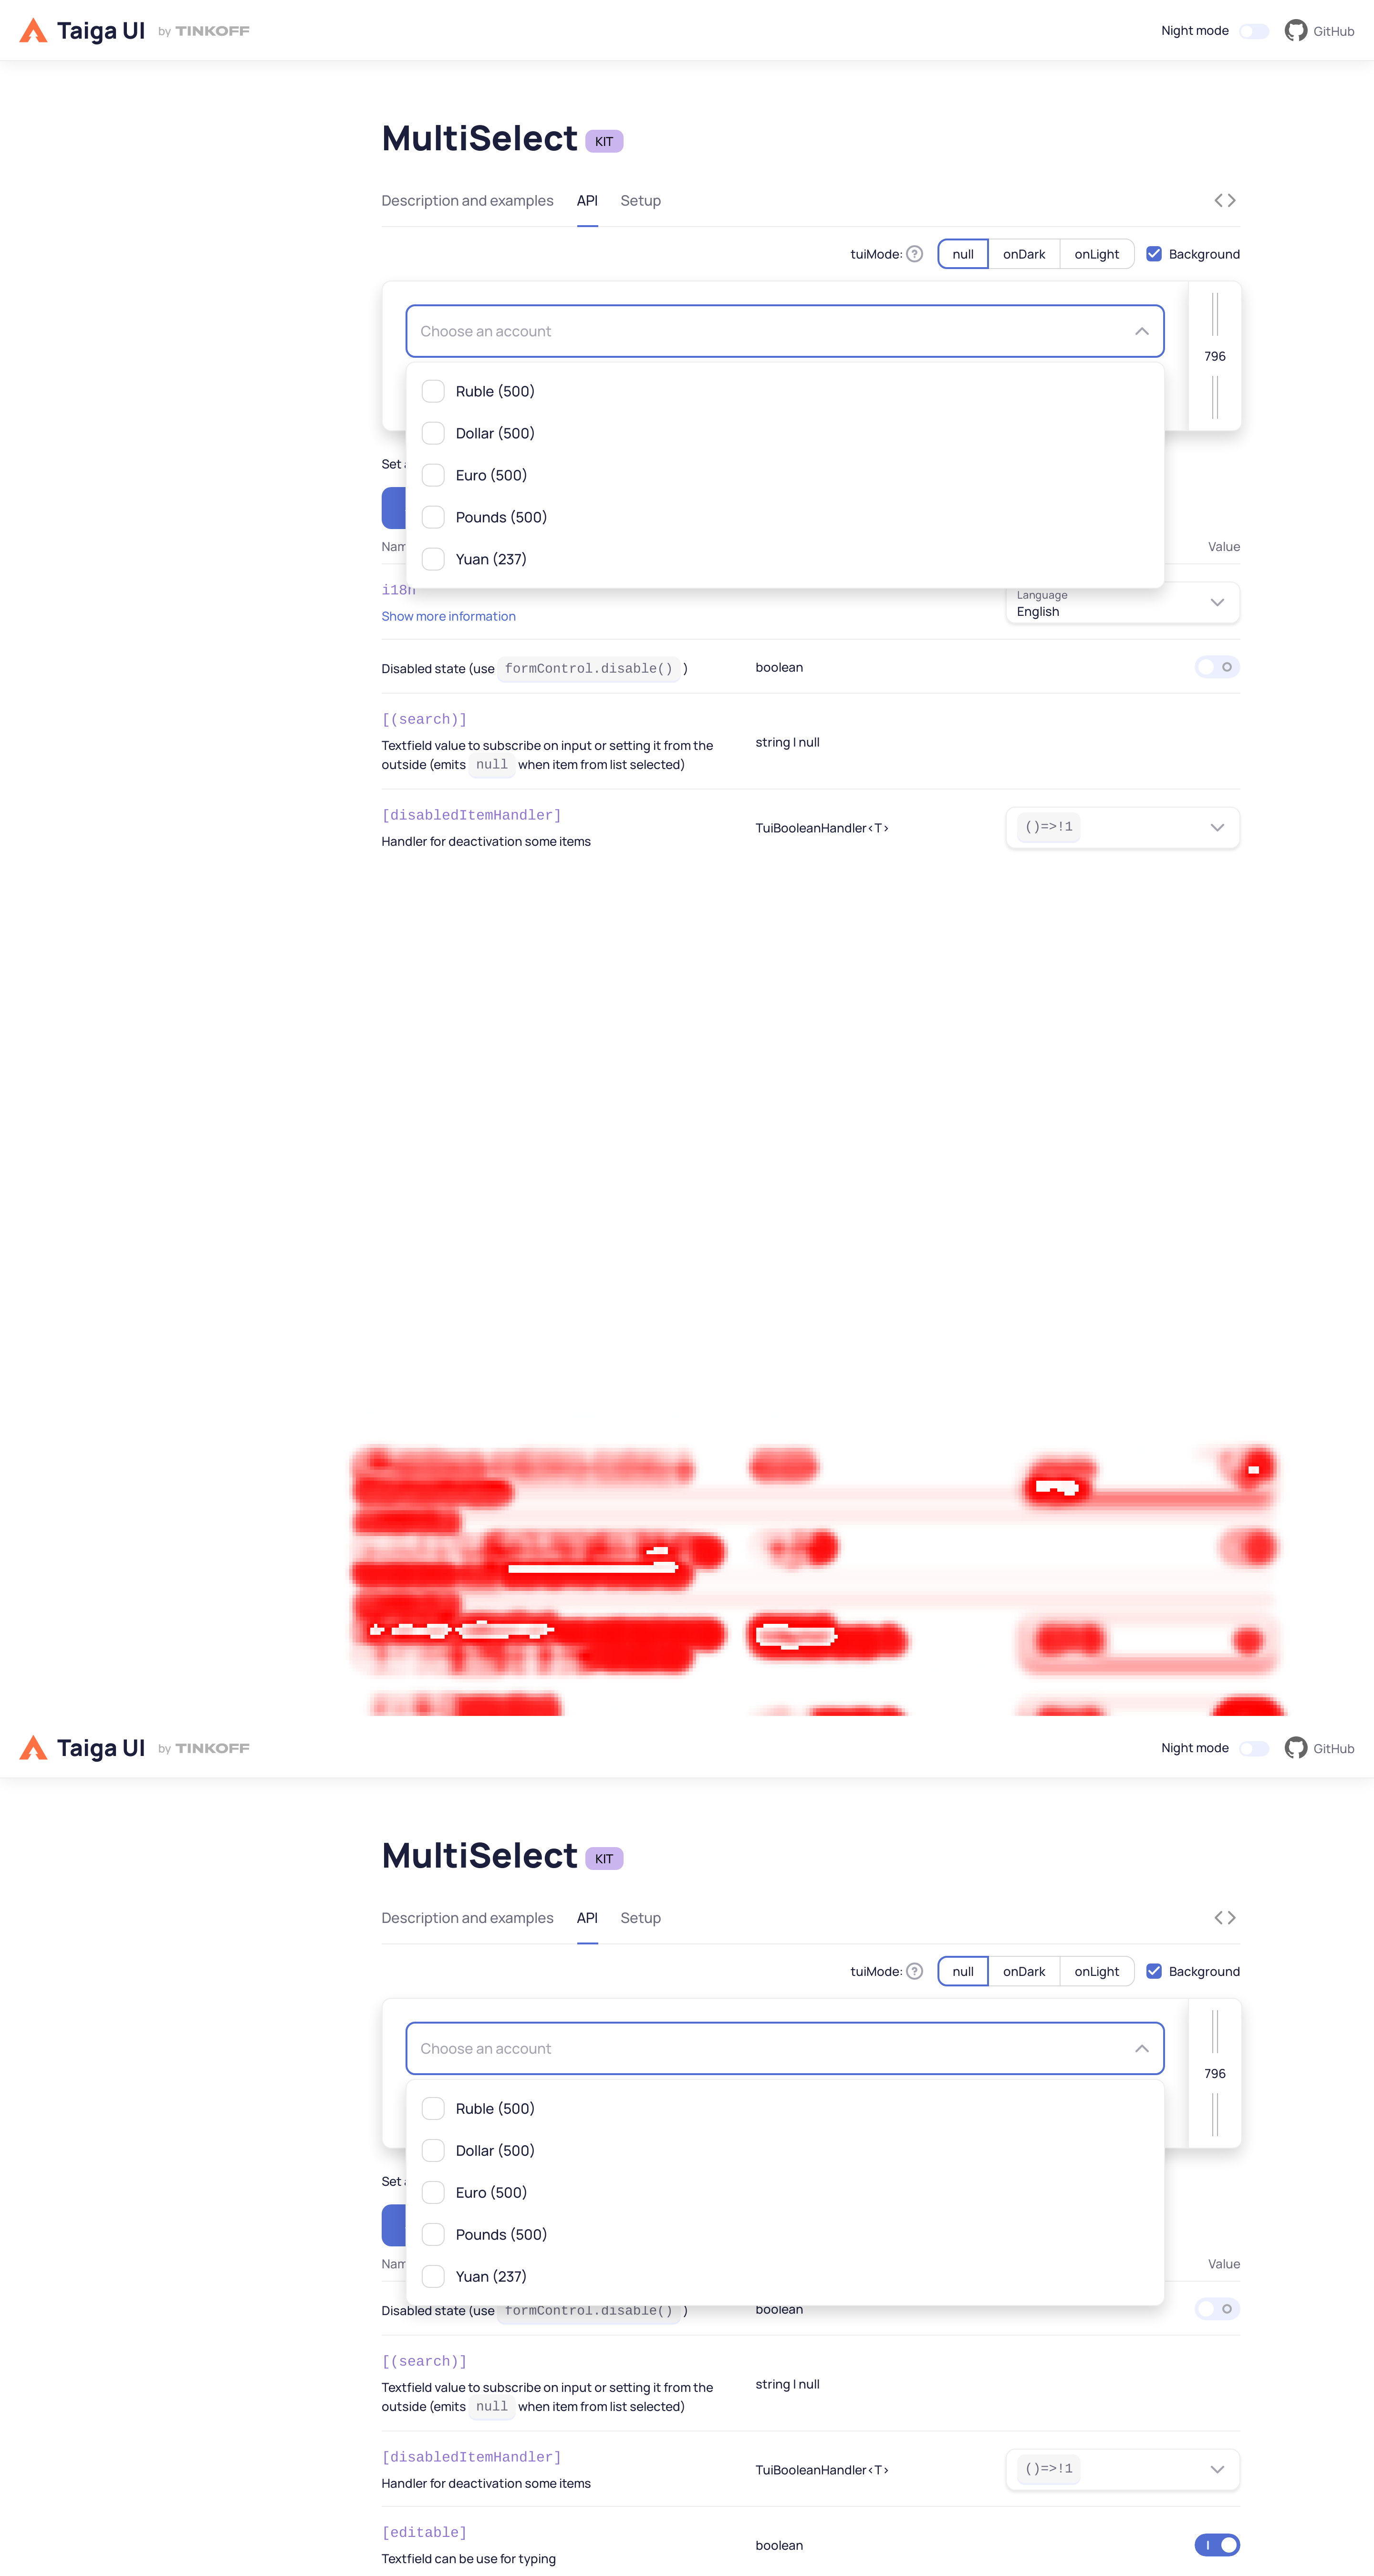 Taiga UI by TINKOFF Night mode GitHub
MultiSelect KIT
Description and examples API Setup
tuiMode: ? null onDark onLight Background
Choose an account
796
Ruble (500)
Dollar (500)
Set
Euro (500)
Pounds (500)
Nam Value
Yuan (237)
i18n
Language
English
Show more information
Disabled state (use formControl.disable() ) boolean
[(search)]
Textfield value to subscribe on input or setting it from the
string | null
outside (emits null when item from list selected)
[disabledItemHandler]
TuiBooleanHandler<T> ()=>!1
Handler for deactivation some items
Taiga UI by TINKOFF Night mode GitHub
MultiSelect KIT
Description and examples API Setup
tuiMode: ? null onDark onLight Background
Choose an account
796
Ruble (500)
Dollar (500)
Set
Euro (500)
Pounds (500)
Nam Value
Yuan (237)
Disabled state (use formControl.disable() ) boolean
[(search)]
Textfield value to subscribe on input or setting it from the
string | null
outside (emits null when item from list selected)
[disabledItemHandler]
TuiBooleanHandler<T> ()=>!1
Handler for deactivation some items
[editable]
boolean
Textfield can be use for typing